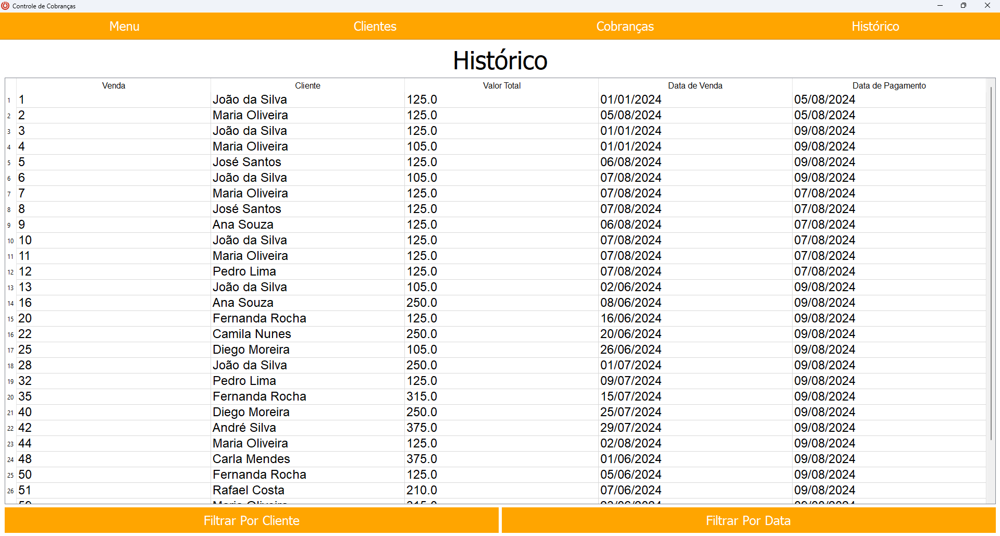 Controle de Cobranças
Menu Clientes Cobranças Histórico
Histórico
Venda Cliente Valor Total Data de Venda Data de Pagamento
1 1 João da Silva 125.0 01/01/2024 05/08/2024
2 2 Maria Oliveira 125.0 05/08/2024 05/08/2024
3 3 João da Silva 125.0 01/01/2024 09/08/2024
4 4 Maria Oliveira 105.0 01/01/2024 09/08/2024
5 5 José Santos 125.0 06/08/2024 09/08/2024
6 6 João da Silva 105.0 07/08/2024 09/08/2024
7 7 Maria Oliveira 125.0 07/08/2024 07/08/2024
8 8 José Santos 125.0 07/08/2024 07/08/2024
9 9 Ana Souza 125.0 06/08/2024 07/08/2024
10 10 João da Silva 125.0 07/08/2024 07/08/2024
11 11 Maria Oliveira 125.0 07/08/2024 07/08/2024
12 12 Pedro Lima 125.0 07/08/2024 07/08/2024
13 13 João da Silva 105.0 02/06/2024 09/08/2024
14 16 Ana Souza 250.0 08/06/2024 09/08/2024
15 20 Fernanda Rocha 125.0 16/06/2024 09/08/2024
16 22 Camila Nunes 250.0 20/06/2024 09/08/2024
17 25 Diego Moreira 105.0 26/06/2024 09/08/2024
18 28 João da Silva 250.0 01/07/2024 09/08/2024
19 32 Pedro Lima 125.0 09/07/2024 09/08/2024
20 35 Fernanda Rocha 315.0 15/07/2024 09/08/2024
21 40 Diego Moreira 250.0 25/07/2024 09/08/2024
22 42 André Silva 375.0 29/07/2024 09/08/2024
23 44 Maria Oliveira 125.0 02/08/2024 09/08/2024
24 48 Carla Mendes 375.0 01/06/2024 09/08/2024
25 50 Fernanda Rocha 125.0 05/06/2024 09/08/2024
26 51 Rafael Costa 210.0 07/06/2024 09/08/2024
Maria Oliveira
Filtrar Por Cliente Filtrar Por Data